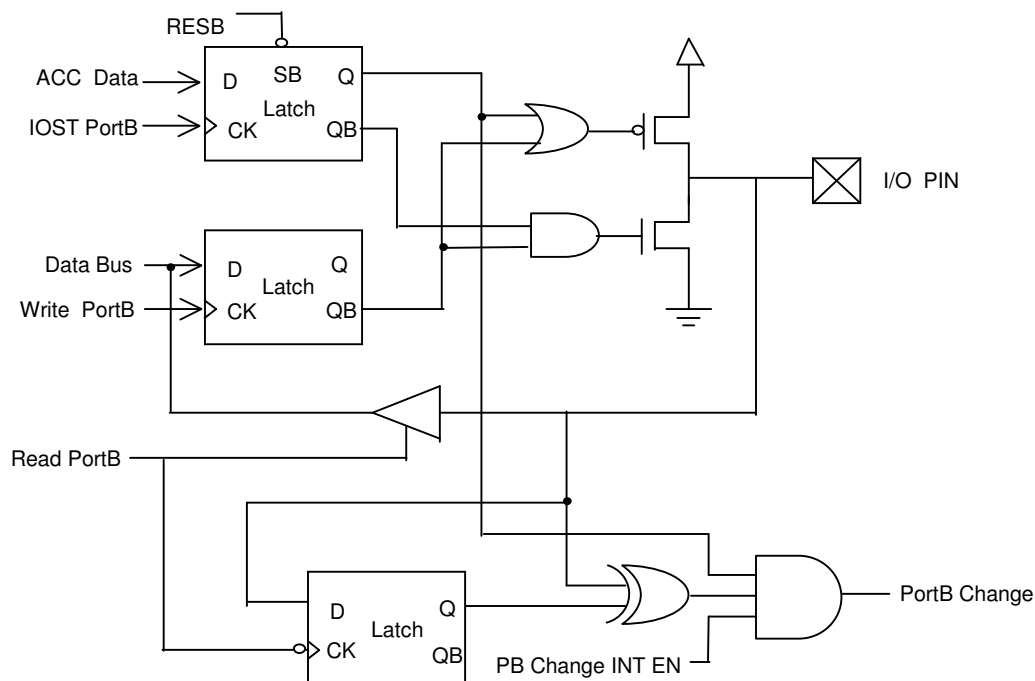 RESB
ACC Data
D
SB
Q
Latch
IOST PortB
CK
QB
I/O PIN
Data Bus
D
Q
Latch
Write PortB
CK
QB
Read PortB
D
Q
Latch
CK
QB
PortB Change
PB Change INT EN